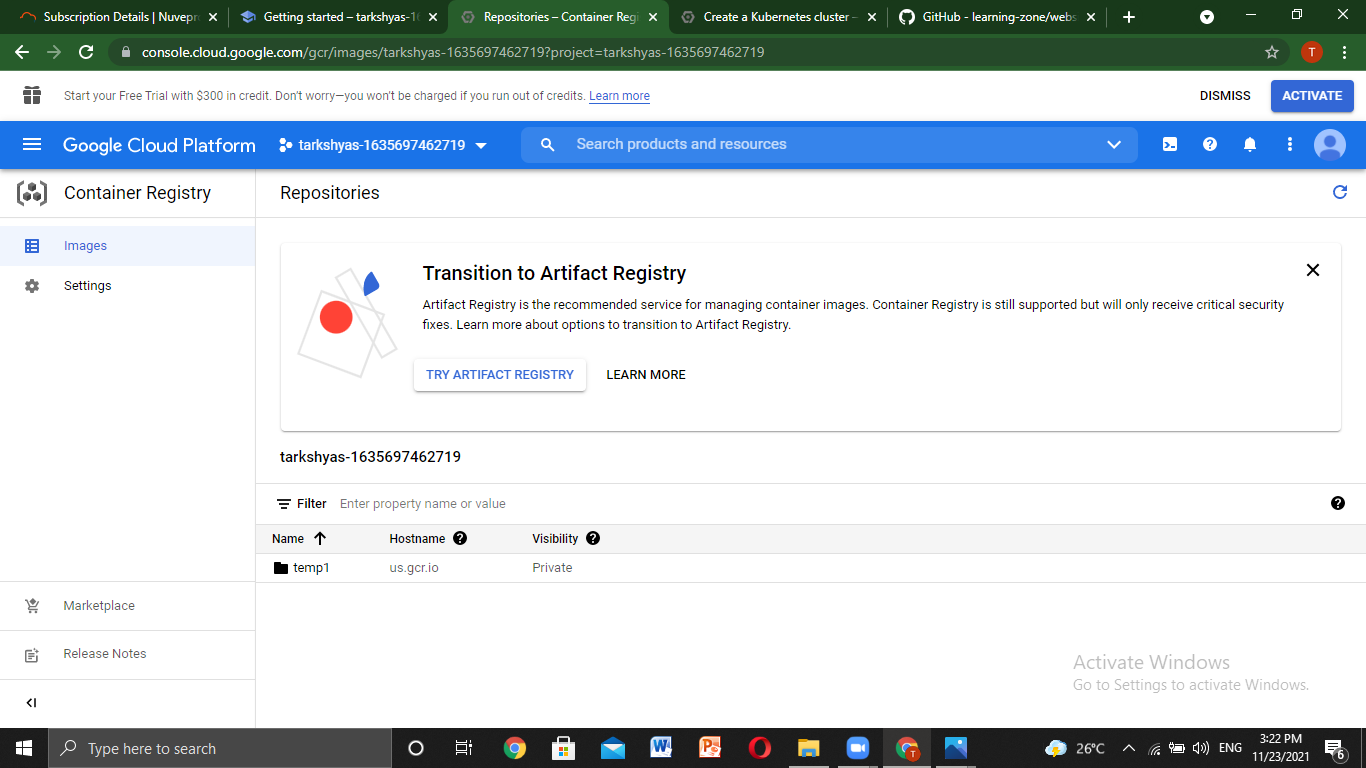 Subscription Details | Nuvepr
Getting started – tarkshyas-1
Repositories – Container Regi
Create a Kubernetes cluster –
GitHub - learning-zone/webs
console.cloud.google.com/gcr/images/tarkshyas-1635697462719?project=tarkshyas-1635697462719
T
Start your Free Trial with $300 in credit. Don't worry—you won't be charged if you run out of credits. Learn more
DISMISS
ACTIVATE
Google Cloud Platform
tarkshyas-1635697462719
Search products and resources
Container Registry
Repositories
Images
Settings
Transition to Artifact Registry
Artifact Registry is the recommended service for managing container images. Container Registry is still supported but will only receive critical security
fixes. Learn more about options to transition to Artifact Registry.
TRY ARTIFACT REGISTRY
LEARN MORE
tarkshyas-1635697462719
Filter Enter property name or value
Name Hostname Visibility
temp1 us.gcr.io Private
Marketplace
Release Notes
Activate Windows
Go to Settings to activate Windows.
Type here to search
T
26°C
ENG
3:22 PM
11/23/2021
6